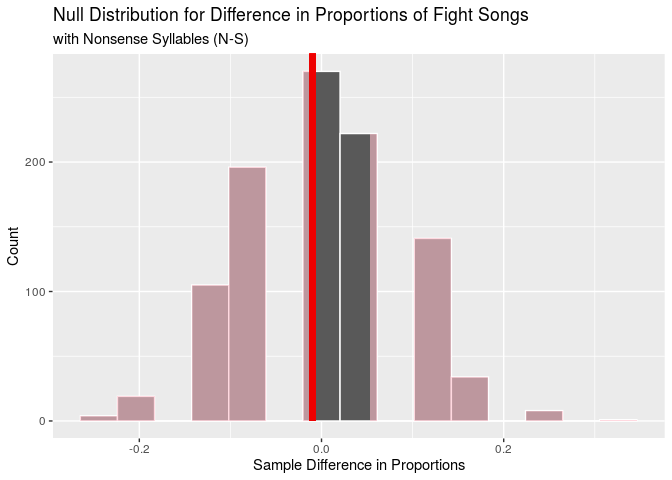 Null Distribution for Difference in Proportions of Fight Songs
with Nonsense Syllables (N-S)
200
100
0
Count
-0.2
0.0
0.2
Sample Difference in Proportions